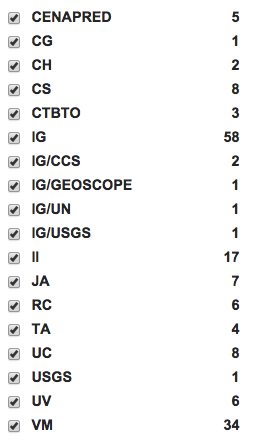 CENAPRED 5
CG 1
CH 2
CS 8
CTBTO 3
IG 58
IG/CCS 2
IG/GEOSCOPE 1
IG/UN 1
IG/USGS 1
II 17
JA 7
RC 6
TA 4
UC 8
USGS 1
UV 6
VM 34